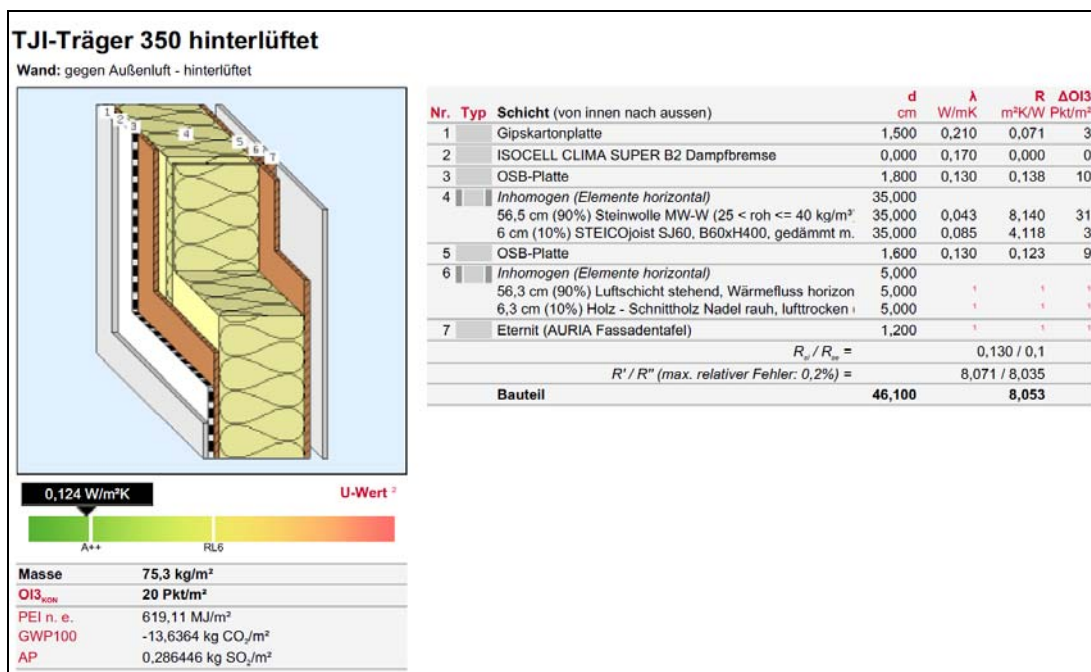 TJI-Träger 350 hinterlüftet
Wand: gegen Außenluft - hinterlüftet
1
2
3
4
5
6
7
d λ R ΔOI3
Nr. Typ Schicht (von innen nach aussen) cm W/mK m²K/W Pkt/m²
1 Gipskartonplatte 1,500 0,210 0,071 3
2 ISOCELL CLIMA SUPER B2 Dampfbremse 0,000 0,170 0,000 0
3 OSB-Platte 1,800 0,130 0,138 10
4 Inhomogen (Elemente horizontal) 35,000
56,5 cm (90%) Steinwolle MW-W (25 < roh <= 40 kg/m³ 35,000 0,043 8,140 31
6 cm (10%) STEICOjoist SJ60, B60xH400, gedämmt m. 35,000 0,085 4,118 3
5 OSB-Platte 1,600 0,130 0,123 9
6 Inhomogen (Elemente horizontal) 5,000
56,3 cm (90%) Luftschicht stehend, Wärmefluss horizon 5,000 ¹ ¹ ¹
6,3 cm (10%) Holz - Schnittholz Nadel rauh, lufttrocken 5,000 ¹ ¹ ¹
7 Eternit (AURIA Fassadentafel) 1,200 ¹ ¹ ¹
Rsi / Rse = 0,130 / 0,1
R' / R'' (max. relativer Fehler: 0,2%) = 8,071 / 8,035
Bauteil 46,100 8,053
0,124 W/m²K U-Wert ²
A++ RL6
Masse 75,3 kg/m²
OI3KON 20 Pkt/m²
PEI n. e. 619,11 MJ/m²
GWP100 -13,6364 kg CO₂/m²
AP 0,286446 kg SO₂/m²